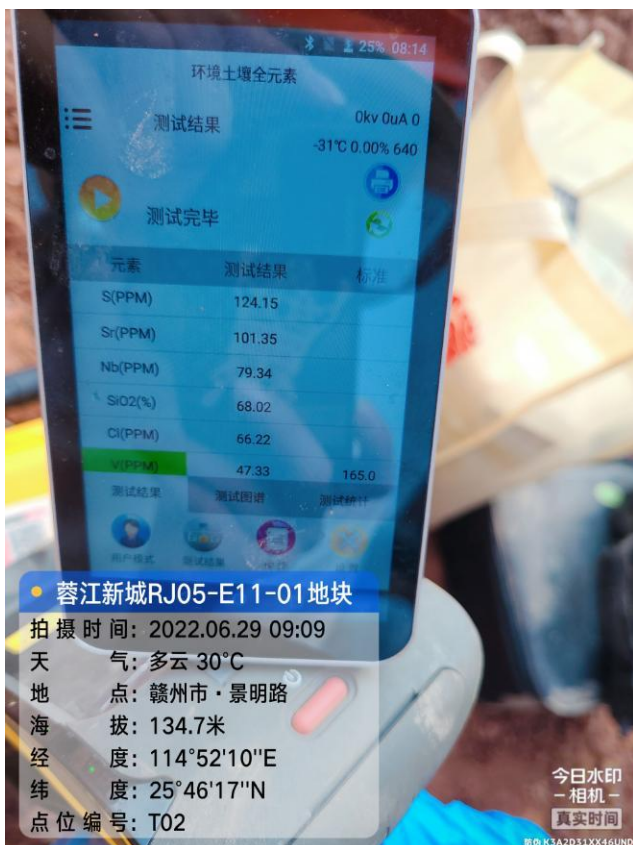 25% 08:14
环境土壤全元素
测试结果
0kv 0uA 0
-31℃ 0.00% 640
测试完毕
元素 测试结果 标准
S(PPM) 124.15
Sr(PPM) 101.35
Nb(PPM) 79.34
SiO2(%) 68.02
Cl(PPM) 66.22
V(PPM) 47.33 165.0
测试结果 测试图谱 测试统计
用户模式 测试结果
蓉江新城RJ05-E11-01地块
拍摄时间: 2022.06.29 09:09
天 气: 多云 30°C
地 点: 赣州市·景明路
海 拔: 134.7米
经 度: 114°52'10"E
纬 度: 25°46'17"N
点位编号: T02
今日水印
-相机-
真实时间
防伪 K3A2D31XX46UND